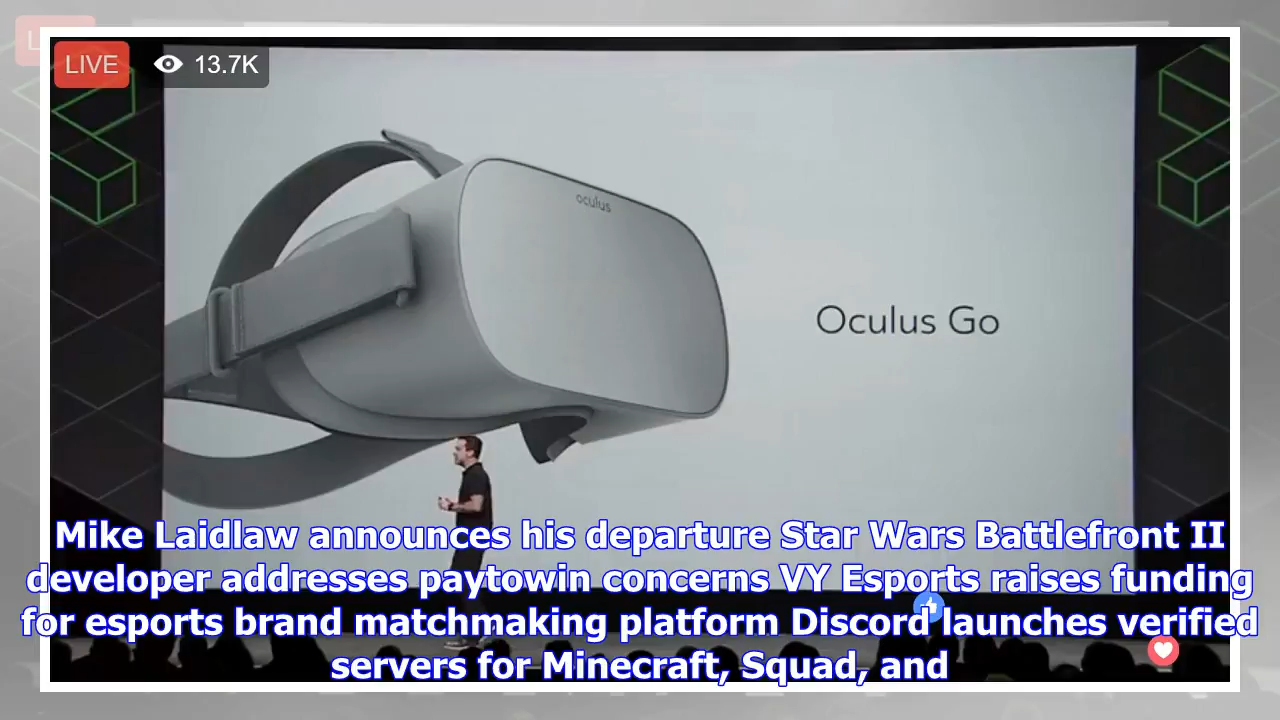 LIVE 13.7K
oculus
Oculus Go
Mike Laidlaw announces his departure Star Wars Battlefront II
developer addresses paytowin concerns VY Esports raises funding
for esports brand matchmaking platform Discord launches verified
servers for Minecraft, Squad, and